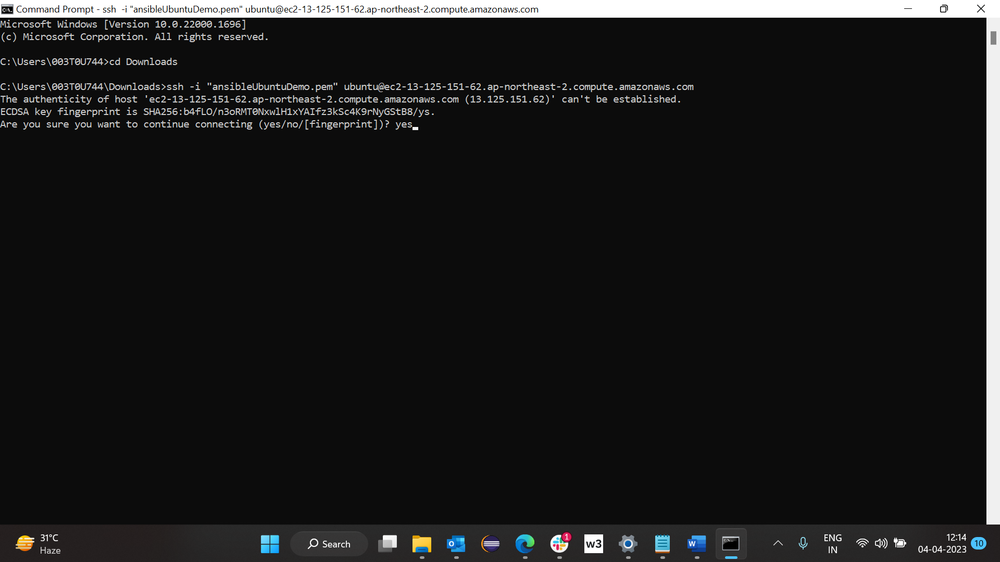 Command Prompt - ssh  -i "ansibleUbuntuDemo.pem" ubuntu@ec2-13-125-151-62.ap-northeast-2.compute.amazonaws.com
Microsoft Windows [Version 10.0.22000.1696]
(c) Microsoft Corporation. All rights reserved.
C:\Users\003T0U744>cd Downloads
C:\Users\003T0U744\Downloads>ssh -i "ansibleUbuntuDemo.pem" ubuntu@ec2-13-125-151-62.ap-northeast-2.compute.amazonaws.com
The authenticity of host 'ec2-13-125-151-62.ap-northeast-2.compute.amazonaws.com (13.125.151.62)' can't be established.
ECDSA key fingerprint is SHA256:b4fLO/n3oRMT0NxwlH1xYAIfz3kSc4K9rNyGStB8/ys.
Are you sure you want to continue connecting (yes/no/[fingerprint])? yes
31°C
Haze
Search
1
w3
ENG
IN
12:14
04-04-2023
10